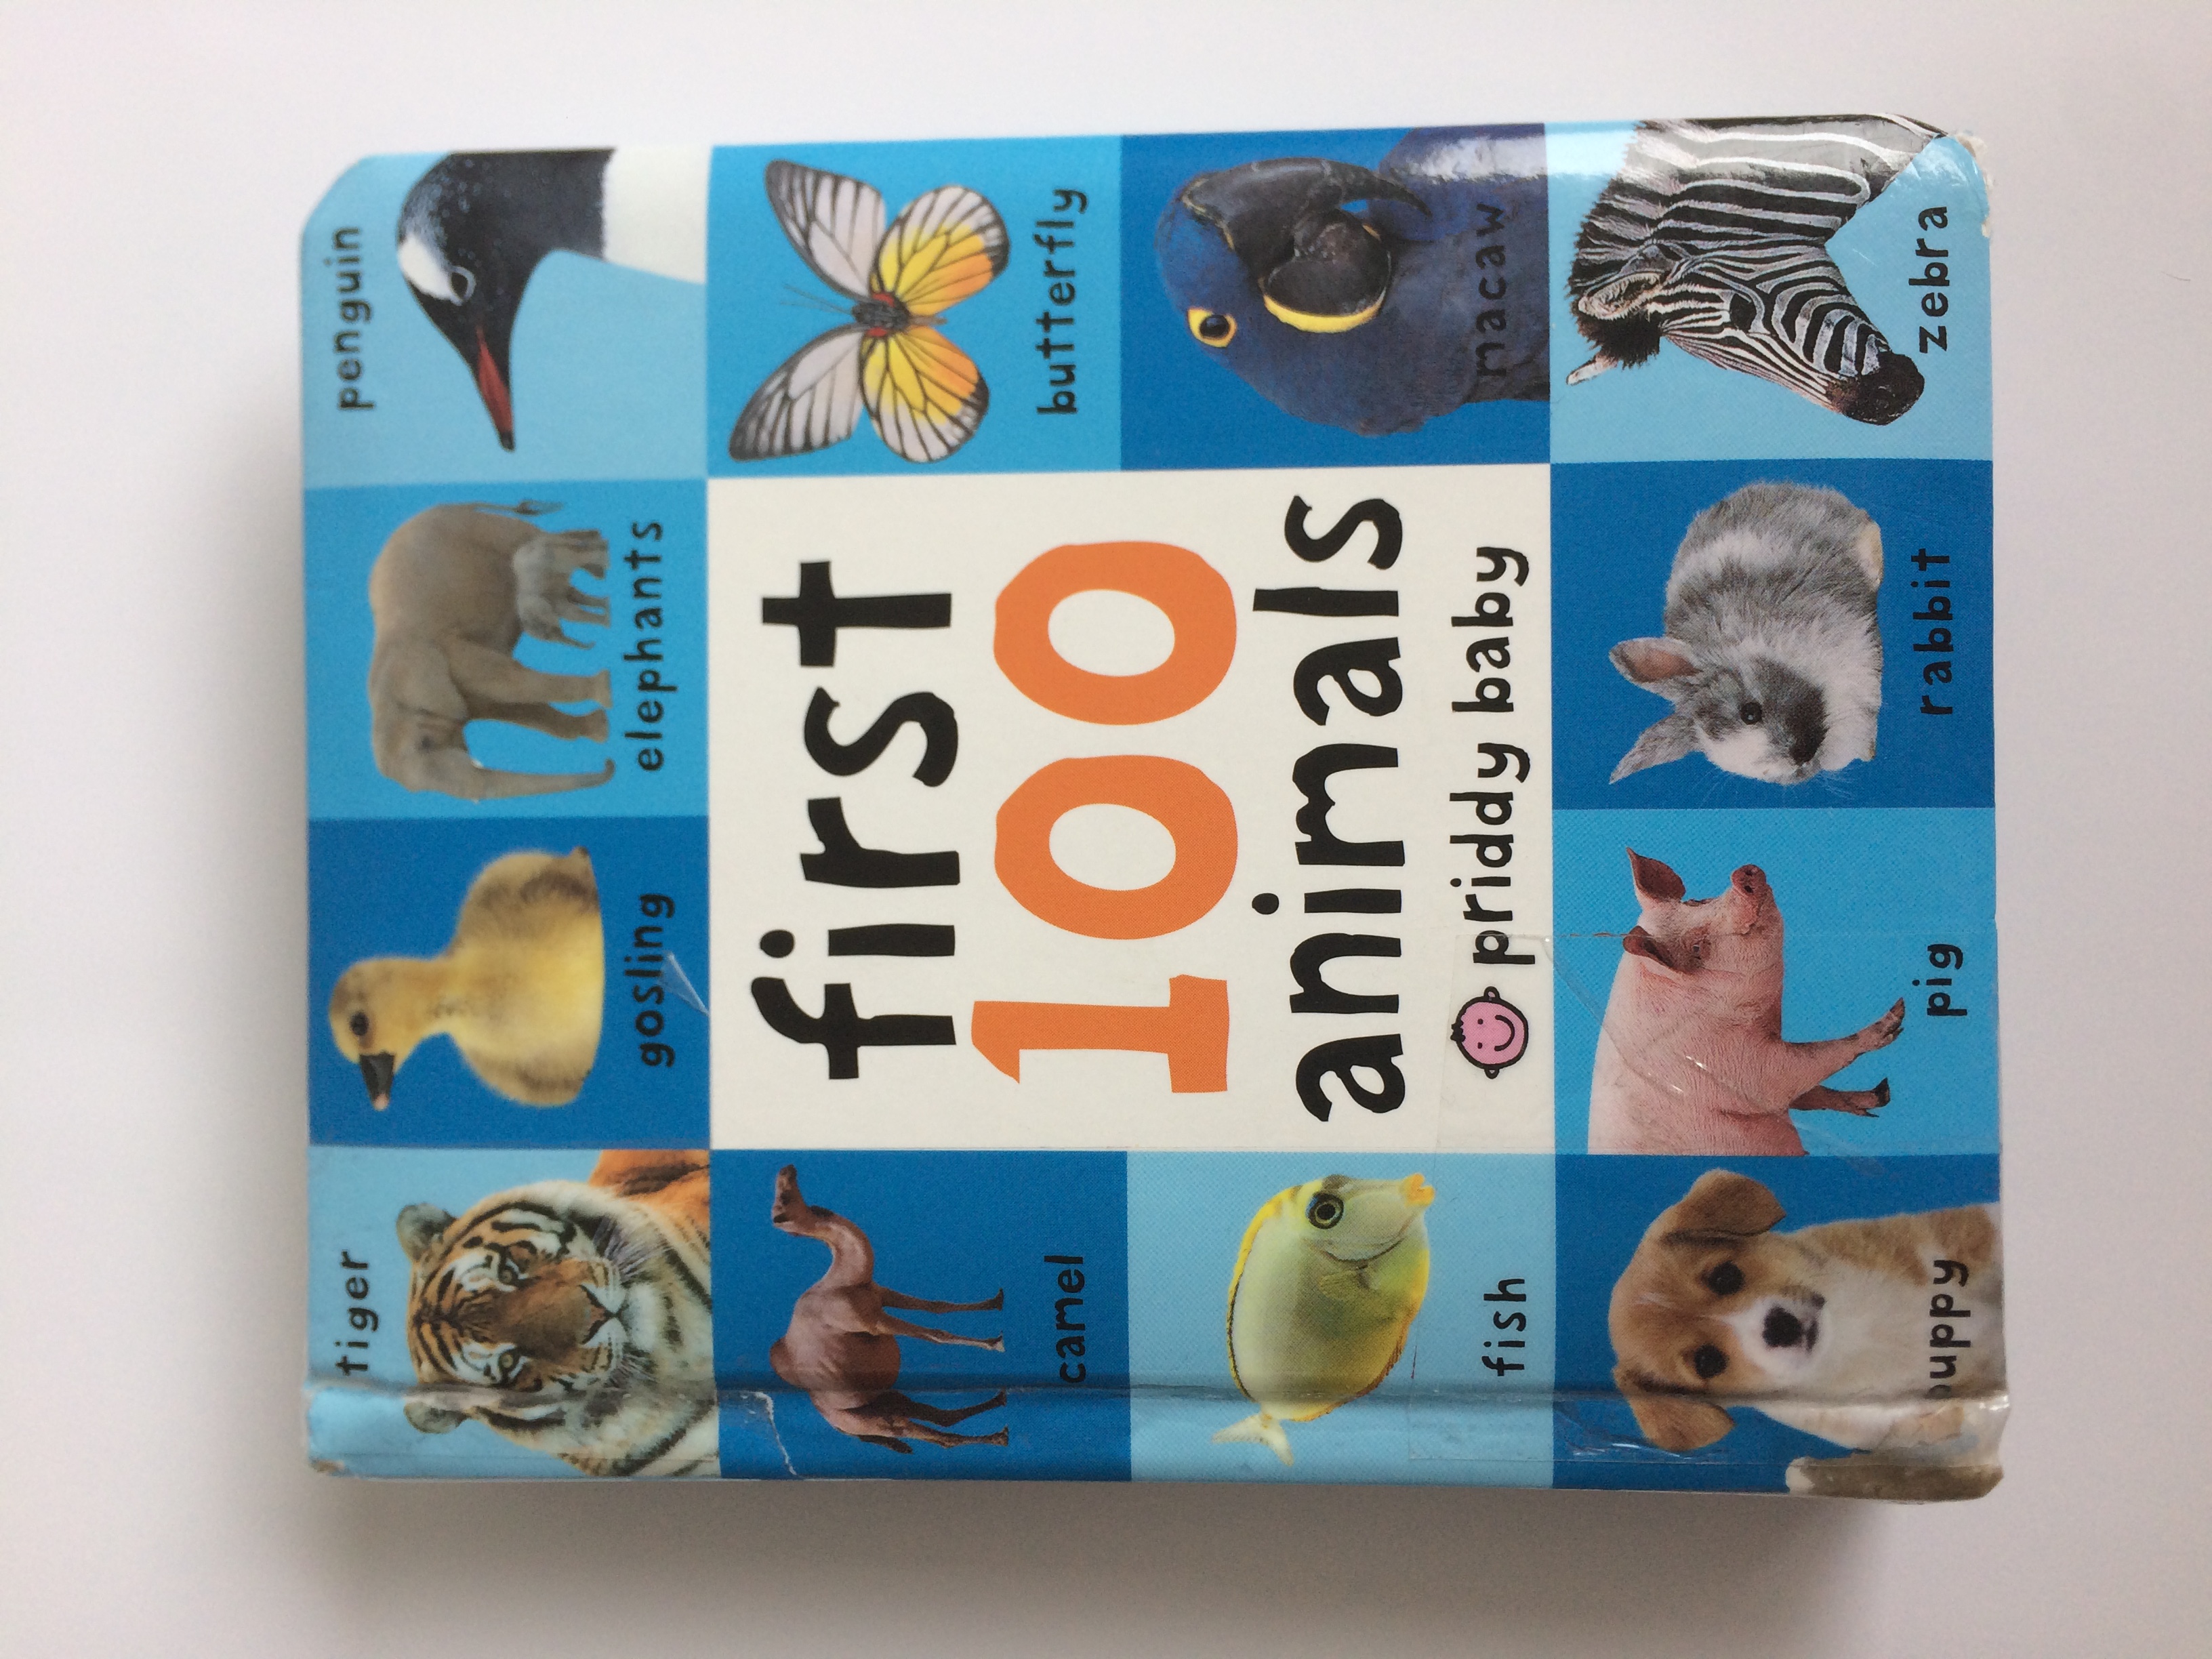 tiger
gosling
elephants
penguin
first
100
animals
priddy baby
camel
butterfly
fish
macaw
puppy
pig
rabbit
zebra